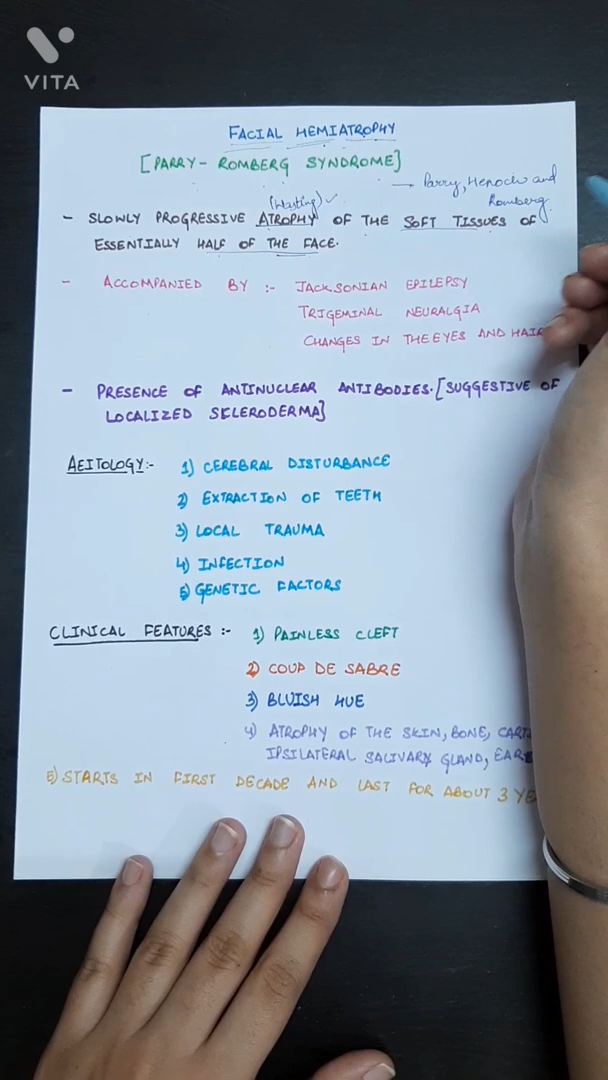 VITA
FACIAL HEMIATROPHY
[PARRY- ROMBERG SYNDROME]
→ Parry, Henoch and
Romberg.
(Wasting)✓
- SLOWLY PROGRESSIVE ATROPHY OF THE SOFT TISSUES OF
ESSENTIALLY HALF OF THE FACE.
- ACCOMPANIED BY :- JACKSONIAN EPILEPSY
TRIGEMINAL NEURALGIA
CHANGES IN THE EYES AND HAIR
- PRESENCE OF ANTINUCLEAR ANTIBODIES.[SUGGESTIVE OF
LOCALIZED SCLERODERMA]
AEITOLOGY:- 1) CEREBRAL DISTURBANCE
2) EXTRACTION OF TEETH
3) LOCAL TRAUMA
4) INFECTION
5) GENETIC FACTORS
CLINICAL FEATURES :- 1) PAINLESS CLEFT
2) COUP DE SABRE
3) BLUISH HUE
4) ATROPHY OF THE SKIN, BONE,
IPSILATERAL SALIVARY GLAND, EAR
5) STARTS IN FIRST DECADE AND LAST FOR ABOUT 3